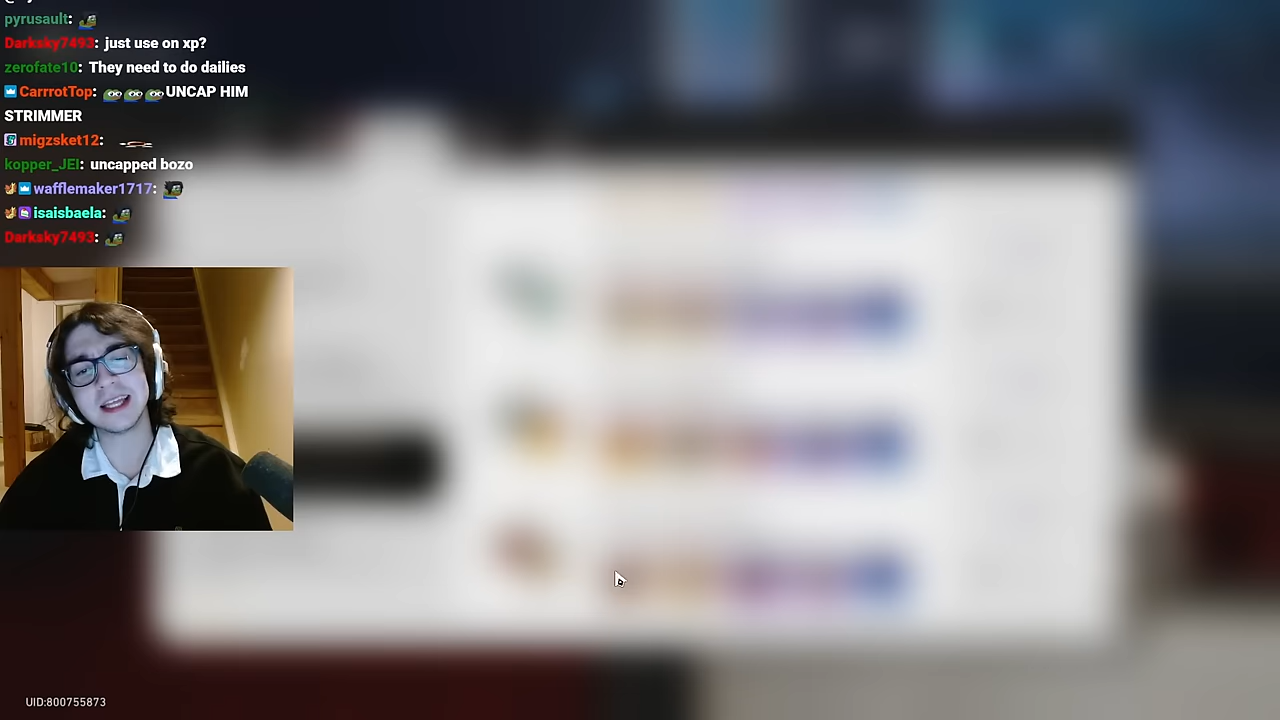 pyrusault:
Darksky7493: just use on xp?
zerofate10: They need to do dailies
CarrrotTop: UNCAP HIM
STRIMMER
migzsket12:
kopper_JEI: uncapped bozo
wafflemaker1717:
isaisbaela:
Darksky7493:
UID:800755873